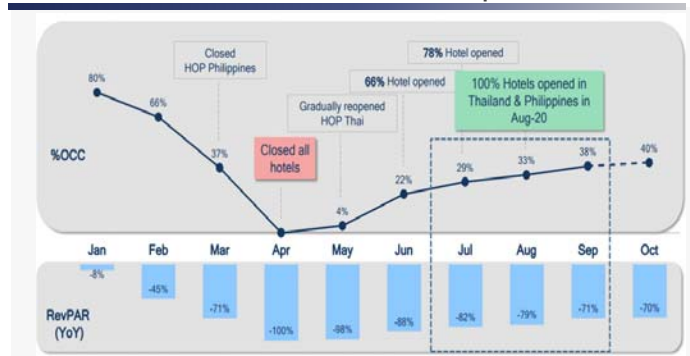 78% Hotel opened
Closed
HOP Philippines
66% Hotel opened
100% Hotels opened in
Thailand & Philippines in
Aug-20
Gradually reopened
HOP Thai
Closed all
hotels
%OCC
80%
66%
37%
4%
22%
29%
33%
38%
40%
Jan
Feb
Mar
Apr
May
Jun
Jul
Aug
Sep
Oct
RevPAR
(YoY)
-8%
-45%
-71%
-100%
-98%
-88%
-82%
-79%
-71%
-70%